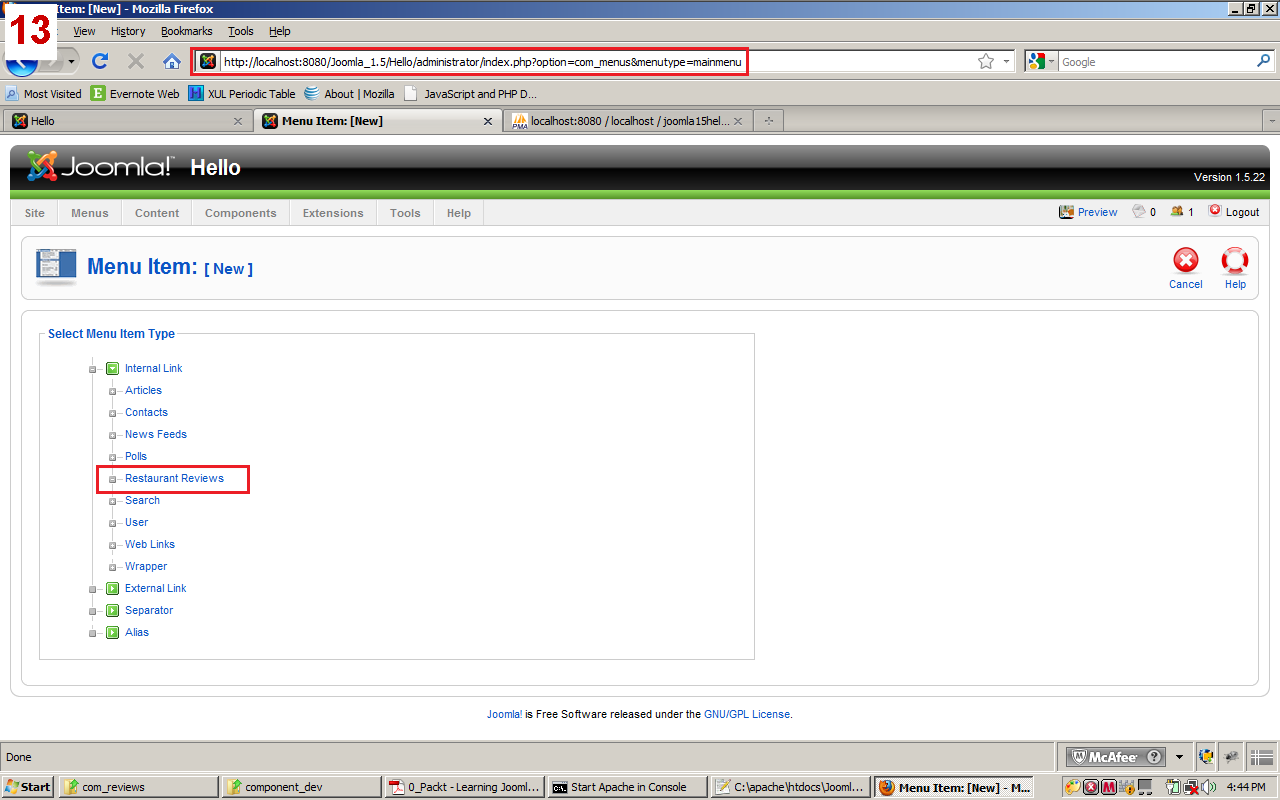 13
Item: [New] - Mozilla Firefox
View History Bookmarks Tools Help
http://localhost:8080/Joomla_1.5/Hello/administrator/index.php?option=com_menus&menutype=mainmenu
Google
Most Visited Evernote Web XUL Periodic Table About | Mozilla JavaScript and PHP D...
Hello Menu Item: [New] localhost:8080 / localhost / joomla15hel...
Joomla!™ Hello
Version 1.5.22
Site Menus Content Components Extensions Tools Help Preview 0 1 Logout
Menu Item: [ New ]
Cancel Help
Select Menu Item Type
Internal Link
Articles
Contacts
News Feeds
Polls
Restaurant Reviews
Search
User
Web Links
Wrapper
External Link
Separator
Alias
Joomla! is Free Software released under the GNU/GPL License.
Done McAfee
Start com_reviews component_dev 0_Packt - Learning Jooml... Start Apache in Console C:\apache\htdocs\Jooml... Menu Item: [New] - M... 4:44 PM